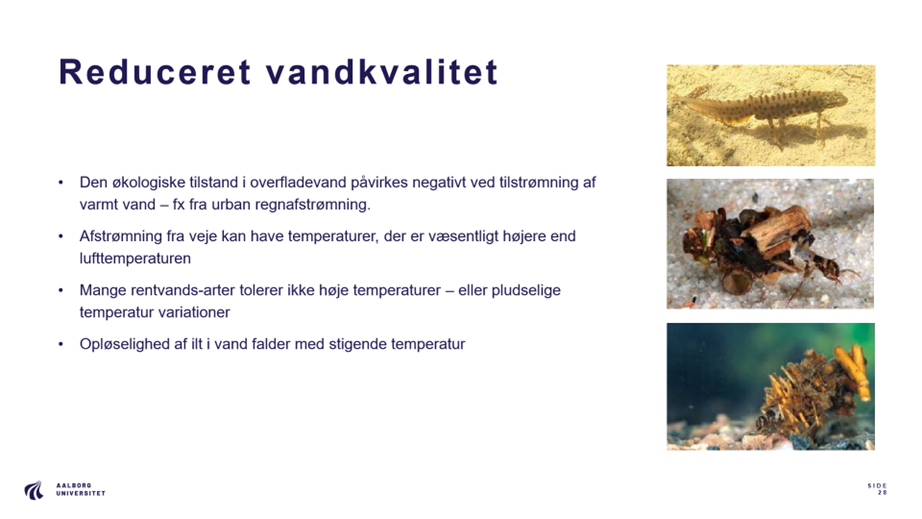 Reduceret vandkvalitet
• Den økologiske tilstand i overfladevand påvirkes negativt ved tilstrømning af
varmt vand – fx fra urban regnafstrømning.
• Afstrømning fra veje kan have temperaturer, der er væsentligt højere end
lufttemperaturen
• Mange rentvands-arter tolerer ikke høje temperaturer – eller pludselige
temperatur variationer
• Opløselighed af ilt i vand falder med stigende temperatur
AALBORG
UNIVERSITET
SIDE
28